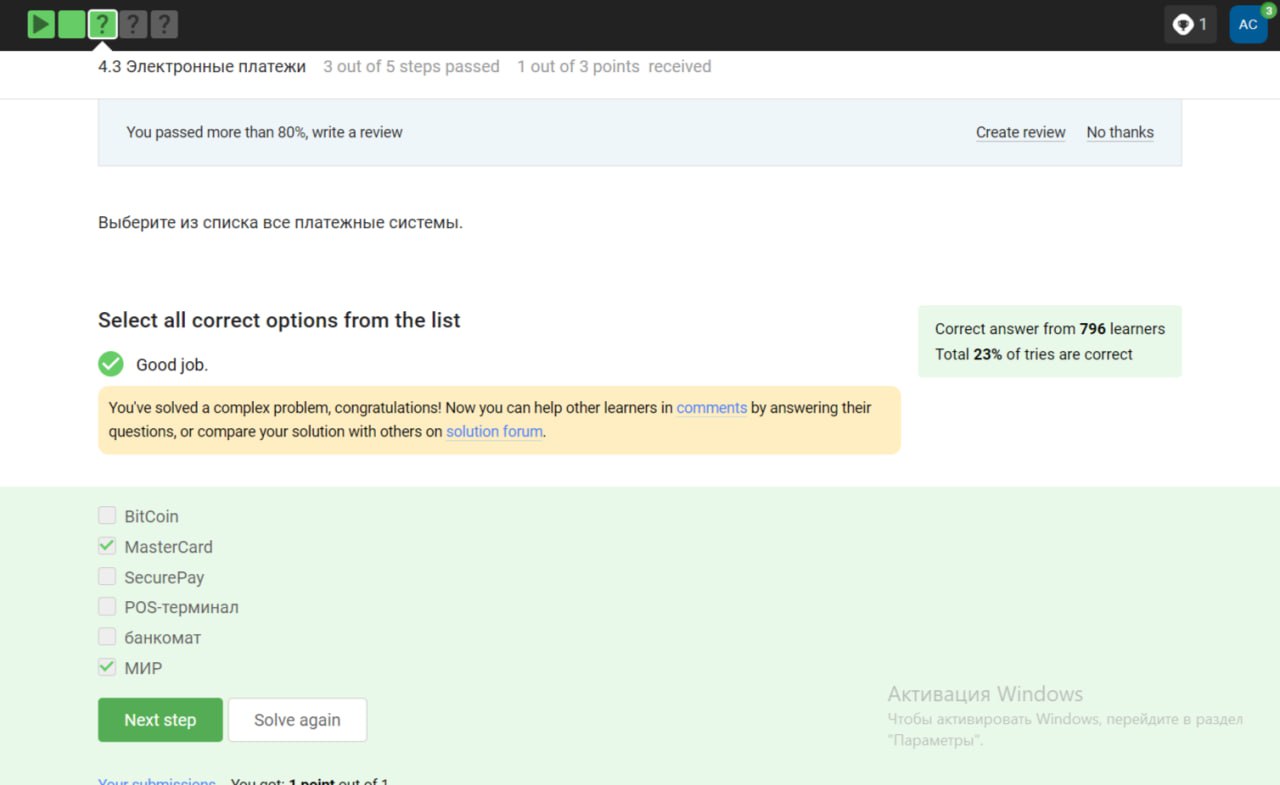 ? ? ?
1
AC
3
4.3 Электронные платежи 3 out of 5 steps passed 1 out of 3 points received
You passed more than 80%, write a review Create review No thanks
Выберите из списка все платежные системы.
Select all correct options from the list
Good job.
You've solved a complex problem, congratulations! Now you can help other learners in comments by answering their
questions, or compare your solution with others on solution forum.
Correct answer from 796 learners
Total 23% of tries are correct
BitCoin
MasterCard
SecurePay
POS-терминал
банкомат
МИР
Next step Solve again
Активация Windows
Чтобы активировать Windows, перейдите в раздел
"Параметры".
Your submissions You got: 1 point out of 1